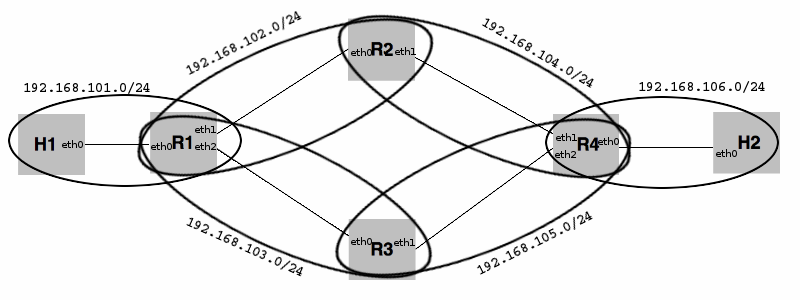 192.168.102.0/24
192.168.104.0/24
R2
eth0
eth1
192.168.101.0/24
192.168.106.0/24
H1
eth0
R1
eth0
eth1
eth2
R4
eth1
eth0
eth2
H2
eth0
R3
eth0
eth1
192.168.103.0/24
192.168.105.0/24